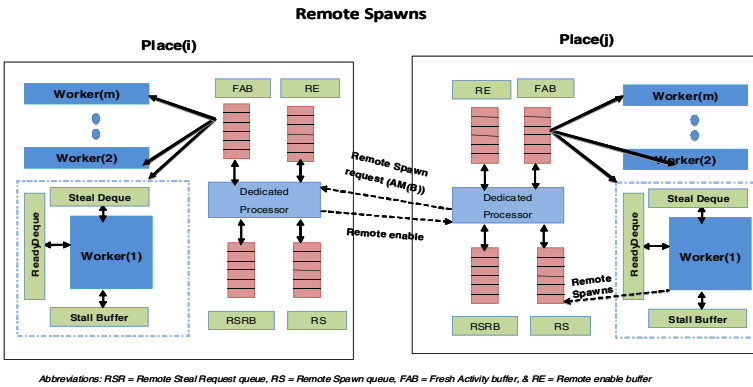 Remote Spawns
Place(i)
Place(j)
FAB
RE
Worker(m)
Worker(2)
Dedicated
Processor
Steal Deque
Ready Deque
Worker(1)
Stall Buffer
RSRB
RS
Remote Spawn
request (AM(B))
Remote enable
RE
FAB
Worker(m)
Worker(2)
Dedicated
Processor
Steal Deque
Ready Deque
Worker(1)
Stall Buffer
Remote
Spawns
RSRB
RS
Abbreviations: RSR = Remote Steal Request queue, RS = Remote Spawn queue, FAB = Fresh Activity buffer, & RE = Remote enable buffer